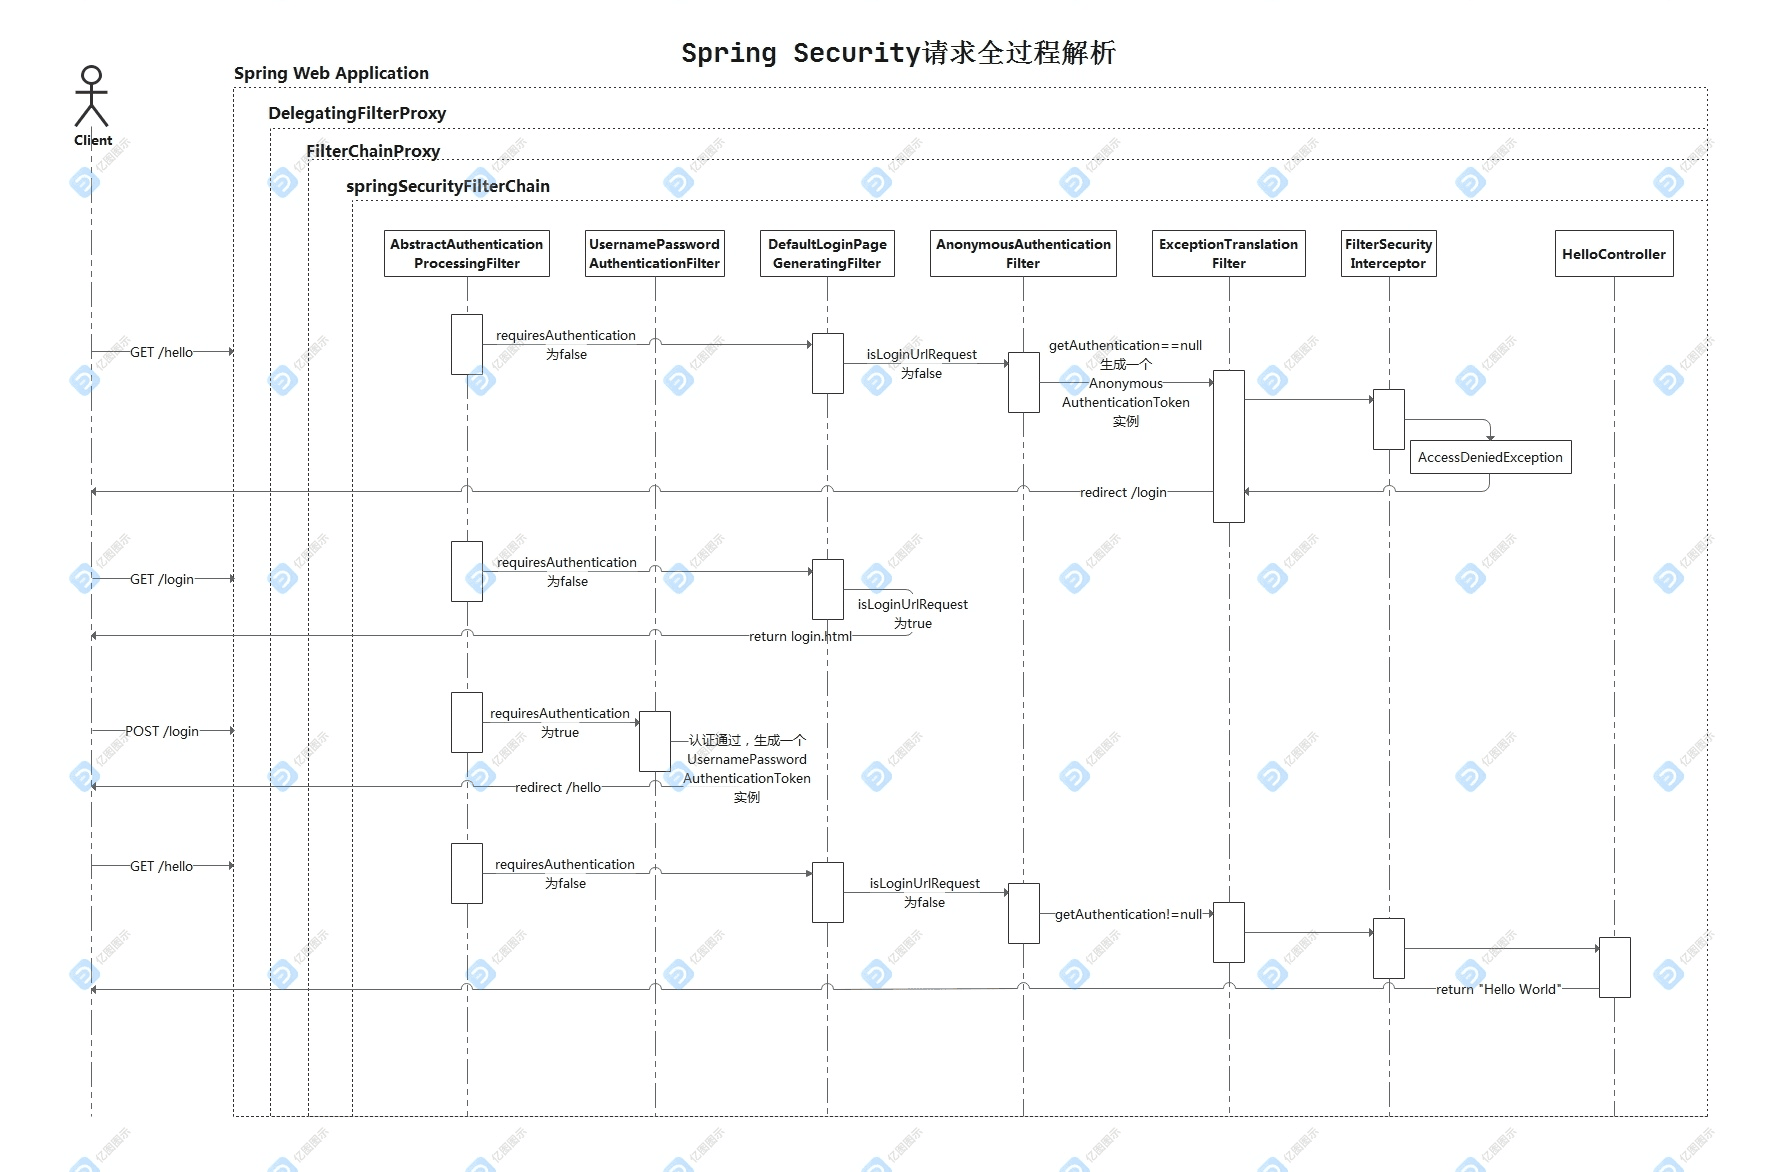 Spring Security请求全过程解析
Client
Spring Web Application
DelegatingFilterProxy
FilterChainProxy
springSecurityFilterChain
AbstractAuthentication
ProcessingFilter
UsernamePassword
AuthenticationFilter
DefaultLoginPage
GeneratingFilter
AnonymousAuthentication
Filter
ExceptionTranslation
Filter
FilterSecurity
Interceptor
HelloController
GET /hello
requiresAuthentication
为false
isLoginUrlRequest
为false
getAuthentication==null
生成一个
Anonymous
AuthenticationToken
实例
AccessDeniedException
redirect /login
GET /login
requiresAuthentication
为false
isLoginUrlRequest
为true
return login.html
POST /login
requiresAuthentication
为true
认证通过，生成一个
UsernamePassword
AuthenticationToken
实例
redirect /hello
GET /hello
requiresAuthentication
为false
isLoginUrlRequest
为false
getAuthentication!=null
return "Hello World"
亿图图示